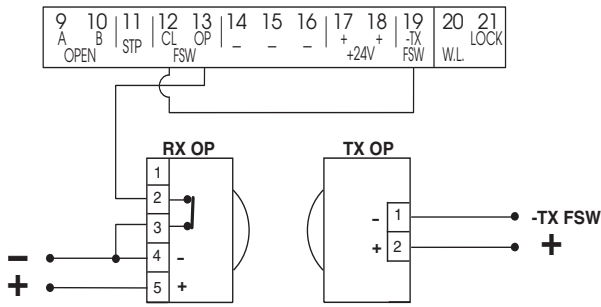 9 10 11 12 13 14 15 16 17 18 19 20 21
A B STP CL OP – – – + + -TX LOCK
OPEN FSW +24V FSW W.L.
RX OP TX OP
1
2
3
4 -
5 +
- 1
+ 2
-TX FSW
+
-
+